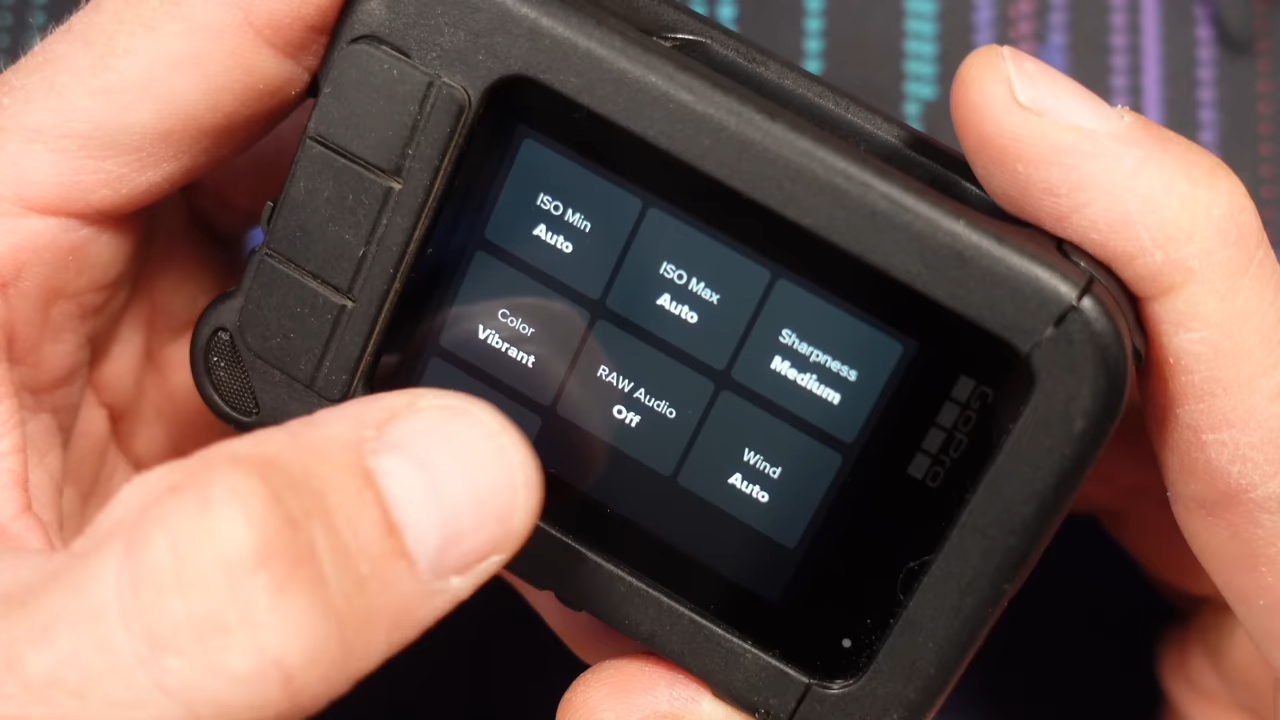 ISO Min
Auto
ISO Max
Auto
Sharpness
Medium
Color
Vibrant
RAW Audio
Off
Wind
Auto
GoPro